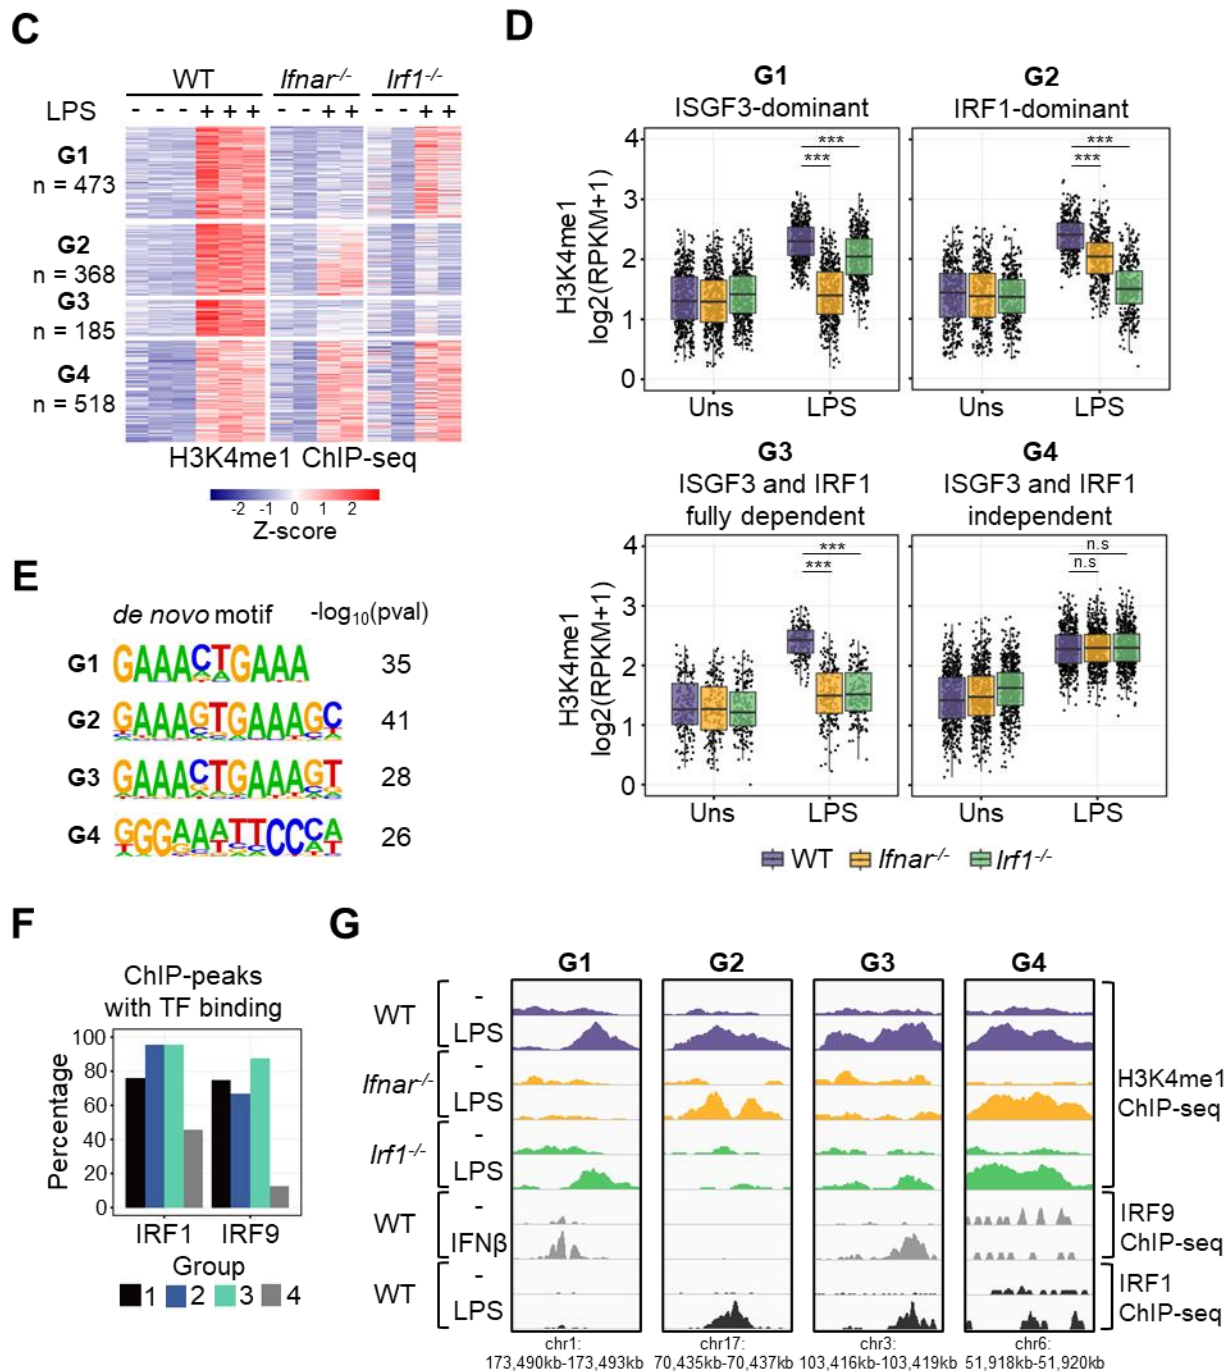 C
WT Ifnar-/- Irf1-/-
LPS - - - + + + - - + + - - + +
G1
n = 473
G2
n = 368
G3
n = 185
G4
n = 518
H3K4me1 ChIP-seq
-2 -1 0 1 2
Z-score
D
G1
ISGF3-dominant
G2
IRF1-dominant
H3K4me1
log2(RPKM+1)
4
3
2
1
0
***
***
***
***
Uns LPS
Uns LPS
G3
ISGF3 and IRF1
fully dependent
G4
ISGF3 and IRF1
independent
H3K4me1
log2(RPKM+1)
4
3
2
1
0
***
***
n.s
n.s
Uns LPS
Uns LPS
WT Ifnar-/- Irf1-/-
E
de novo motif -log10(pval)
G1 GAAACTGAAA 35
G2 GAAAGTGAAAGC 41
G3 GAAACTGAAAGT 28
G4 GGGAAATTCCCA 26
F
ChIP-peaks
with TF binding
Percentage
100
80
60
40
20
0
IRF1 IRF9
Group
1 2 3 4
G
G1 G2 G3 G4
WT
-
LPS
Ifnar-/-
-
LPS
Irf1-/-
-
LPS
WT
-
IFNβ
WT
-
LPS
H3K4me1
ChIP-seq
IRF9
ChIP-seq
IRF1
ChIP-seq
chr1:
173,490kb-173,493kb
chr17:
70,435kb-70,437kb
chr3:
103,416kb-103,419kb
chr6:
51,918kb-51,920kb